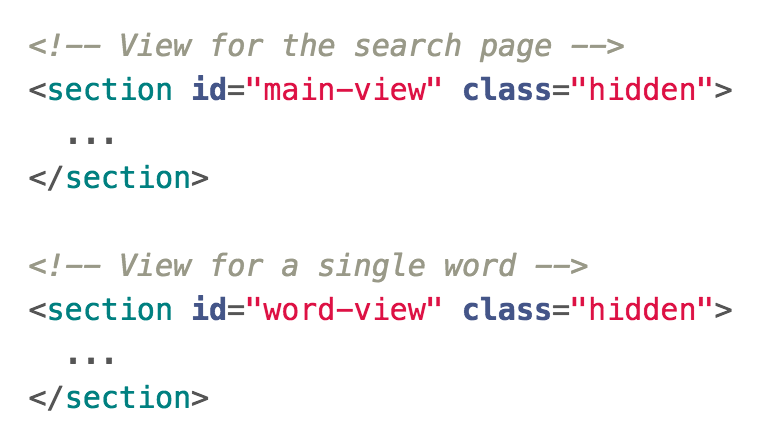 <!-- View for the search page -->
<section id="main-view" class="hidden">
  ...
</section>
<!-- View for a single word -->
<section id="word-view" class="hidden">
  ...
</section>